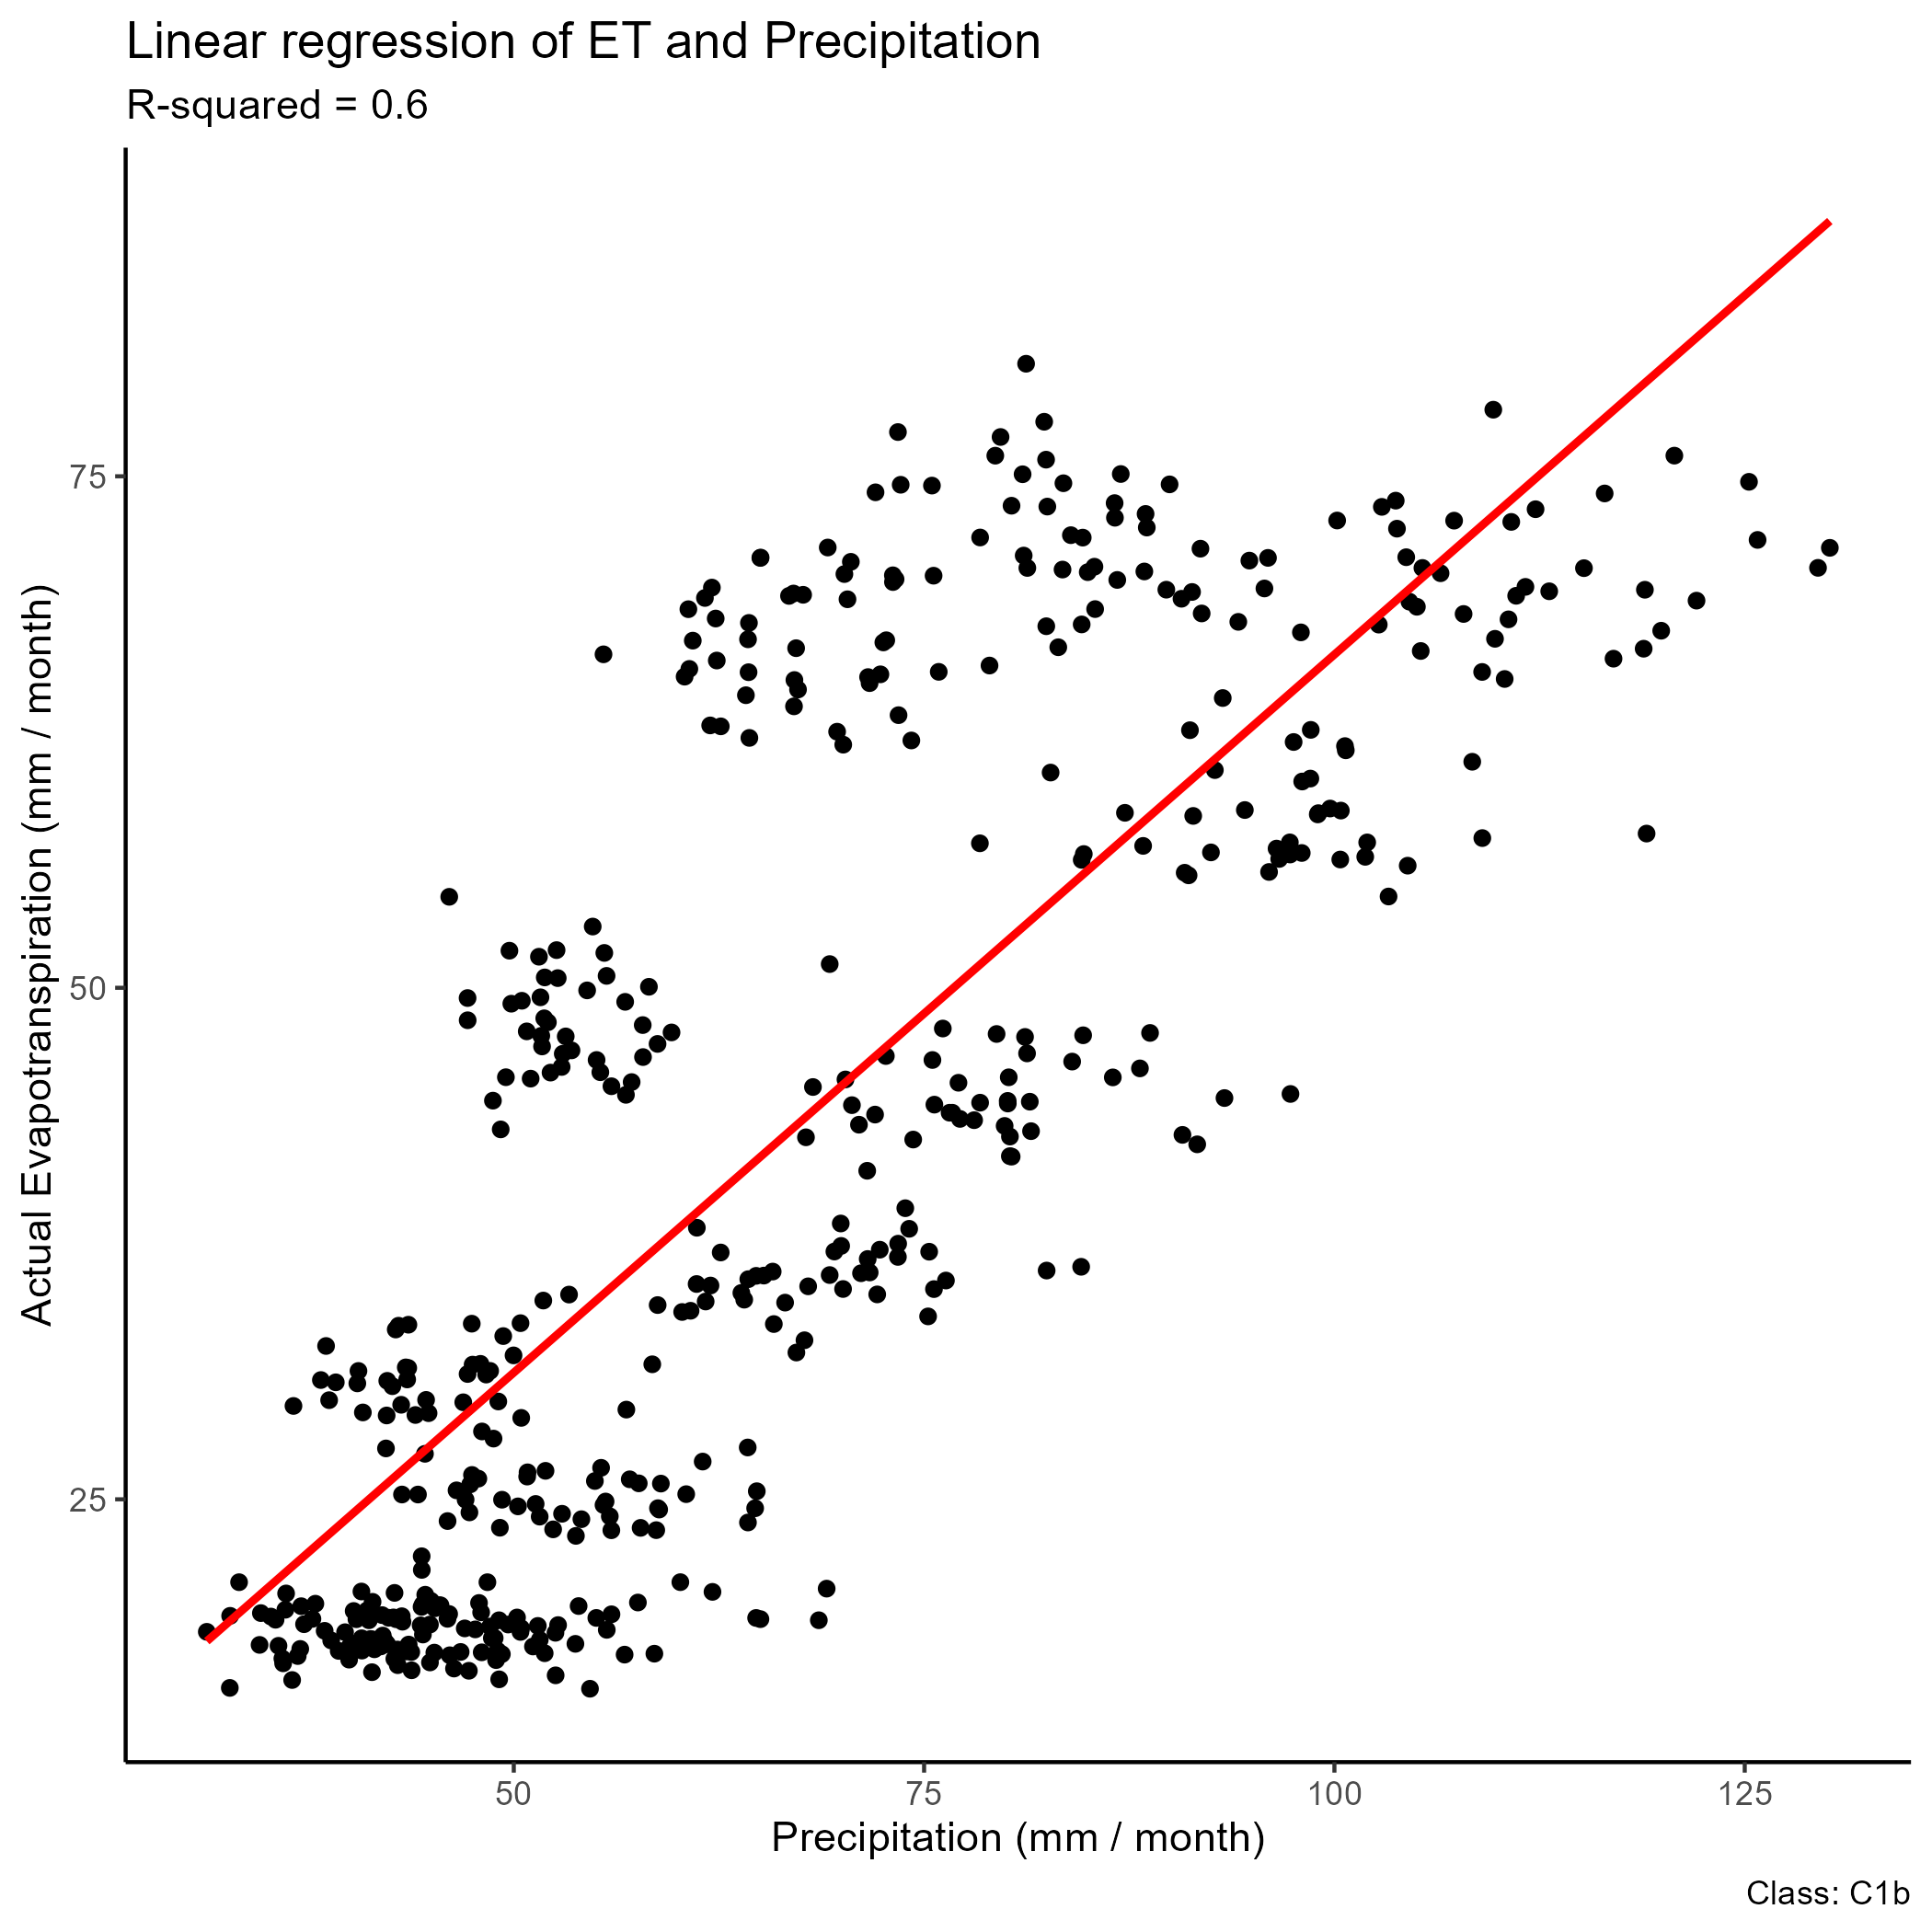 Linear regression of ET and Precipitation
R-squared = 0.6
Actual Evapotranspiration (mm / month)
75
50
25
50
75
100
125
Precipitation (mm / month)
Class: C1b